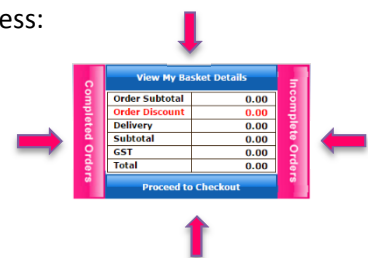 ess:
View My Basket Details
Completed Orders
Order Subtotal 0.00
Order Discount 0.00
Delivery 0.00
Subtotal 0.00
GST 0.00
Total 0.00
Incomplete Orders
Proceed to Checkout